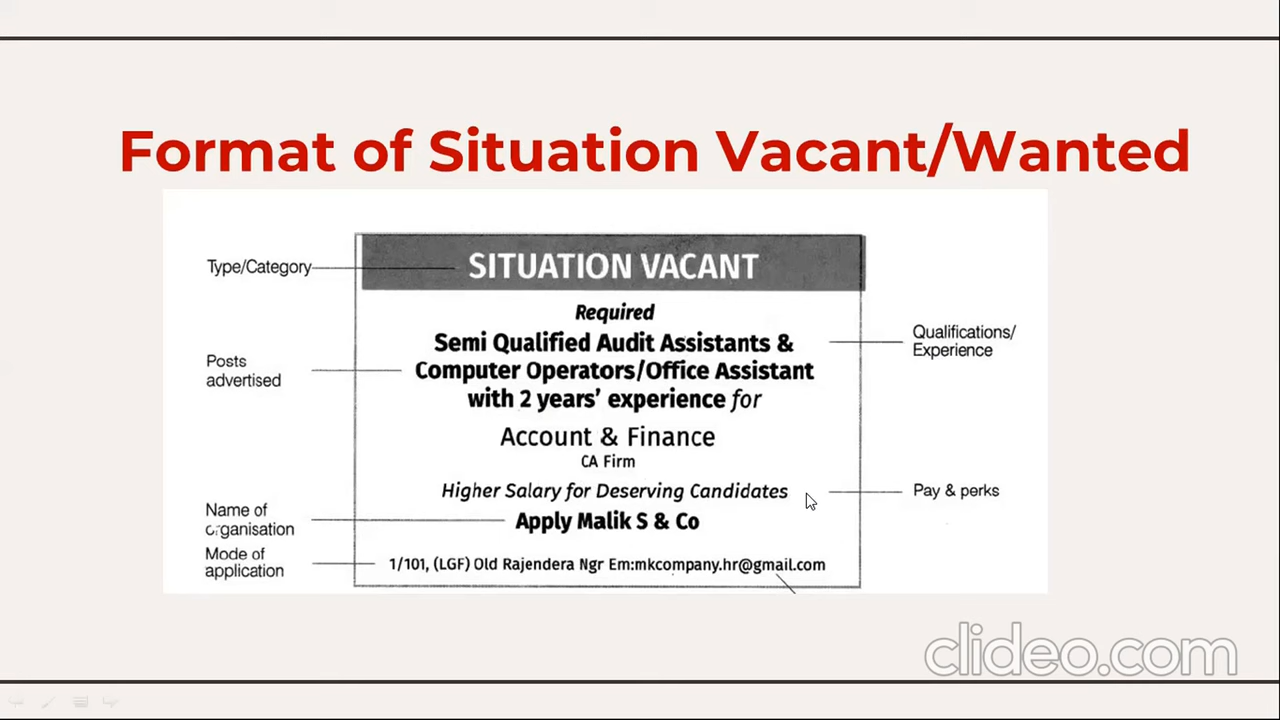 Format of Situation Vacant/Wanted
Type/Category
SITUATION VACANT
Required
Semi Qualified Audit Assistants &
Qualifications/
Experience
Posts
advertised
Computer Operators/Office Assistant
with 2 years' experience for
Account & Finance
CA Firm
Higher Salary for Deserving Candidates
Pay & perks
Name of
organisation
Apply Malik S & Co
Mode of
application
1/101, (LGF) Old Rajendera Ngr Em:mkcompany.hr@gmail.com
clideo.com